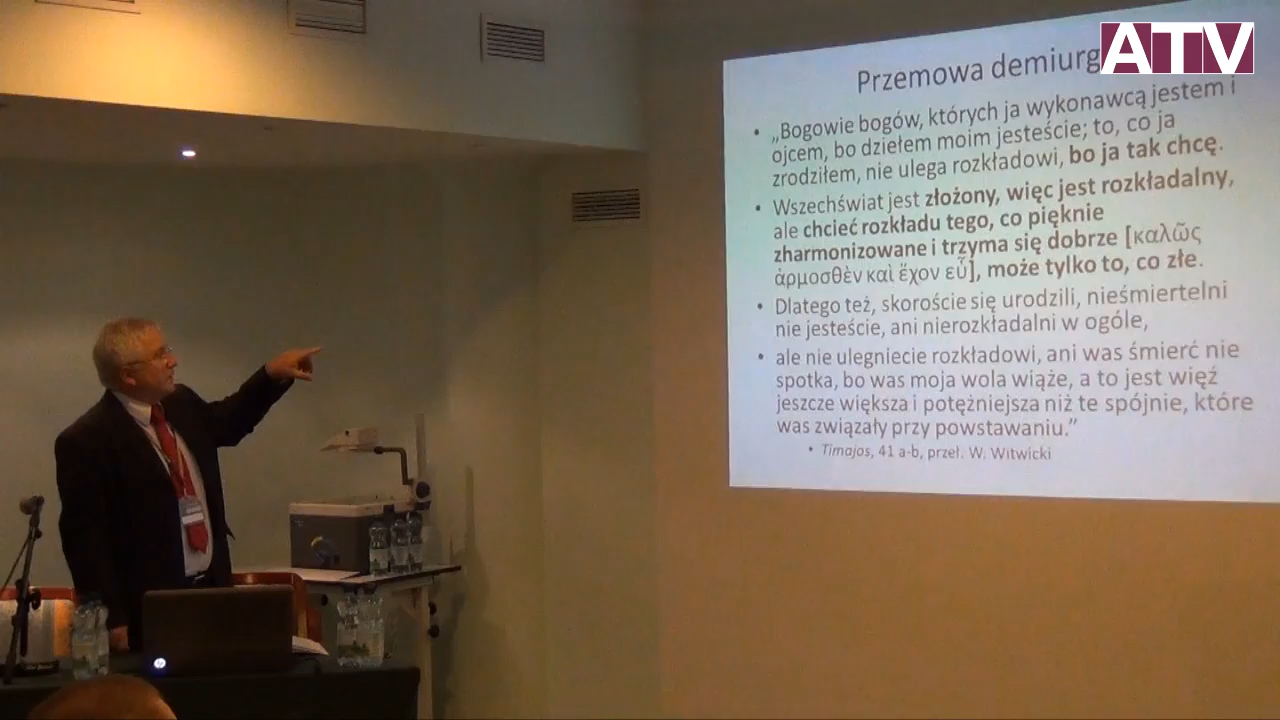 ATV
Przemowa demiurg
• „Bogowie bogów, których ja wykonawcą jestem i
ojcem, bo dziełem moim jesteście; to, co ja
zrodziłem, nie ulega rozkładowi, bo ja tak chcę.
• Wszechświat jest złożony, więc jest rozkładalny,
ale chcieć rozkładu tego, co pięknie
zharmonizowane i trzyma się dobrze [καλῶς
ἁρμοσθὲν καὶ ἔχον εὖ], może tylko to, co złe.
• Dlatego też, skoroście się urodzili, nieśmiertelni
nie jesteście, ani nierozkładalni w ogóle,
• ale nie ulegniecie rozkładowi, ani was śmierć nie
spotka, bo was moja wola wiąże, a to jest więź
jeszcze większa i potężniejsza niż te spójnie, które
was związały przy powstawaniu.”
• Timajos, 41 a-b, przeł. W. Witwicki
hp